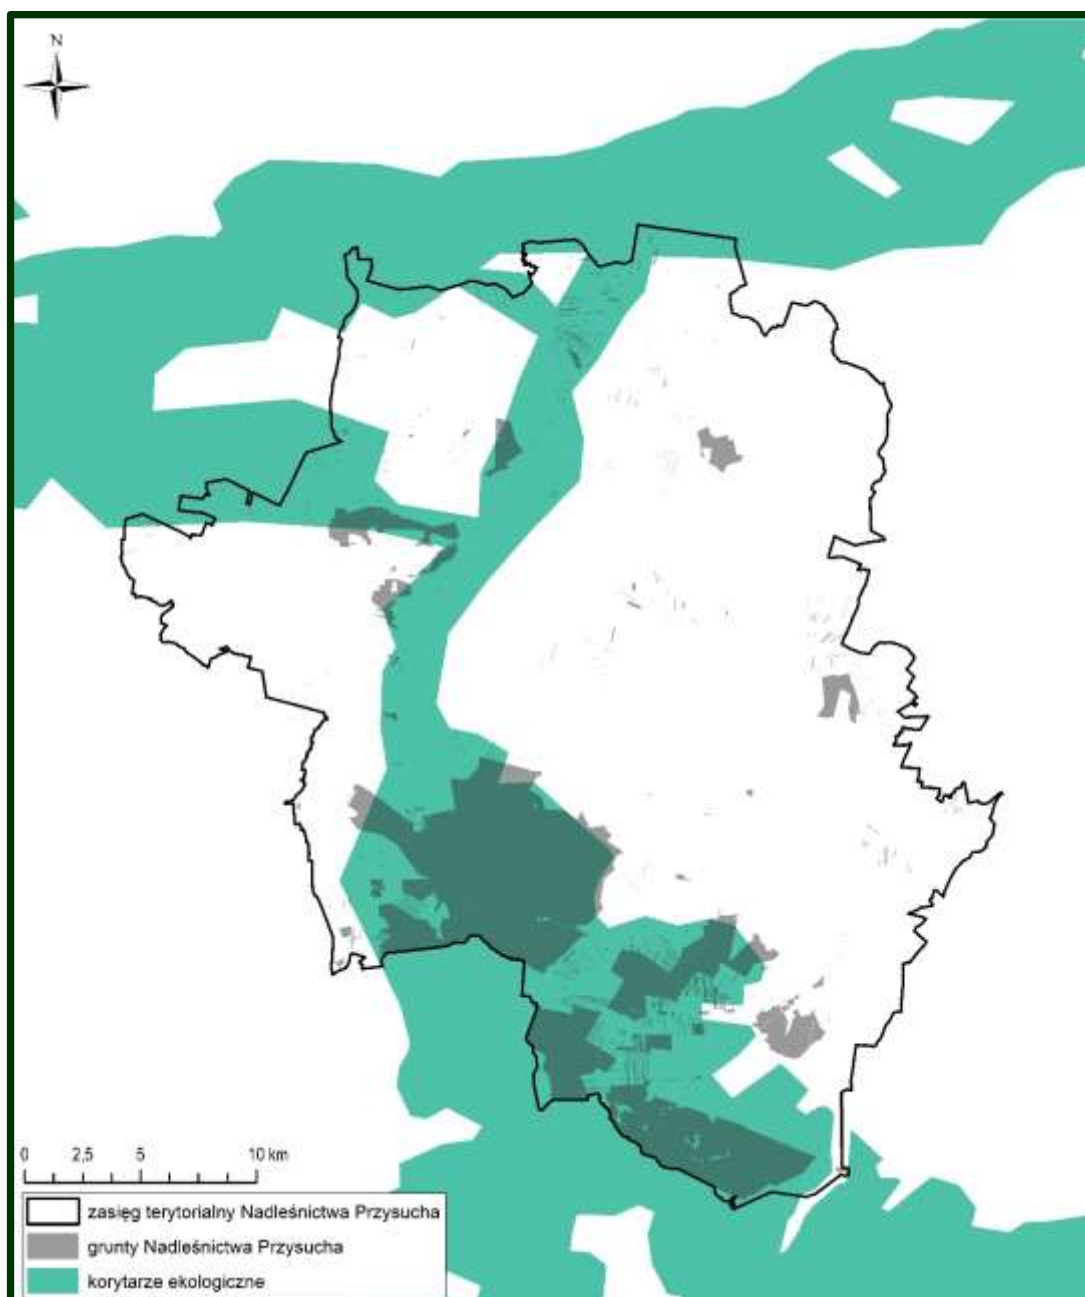 N
0 2,5 5 10 km
zasięg terytorialny Nadleśnictwa Przysucha
grunty Nadleśnictwa Przysucha
korytarze ekologiczne